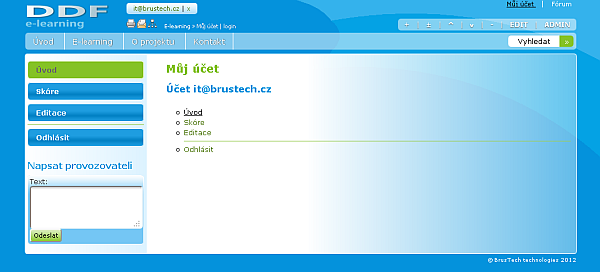 DDF
e-learning
it@brustech.cz | x
Můj účet | Fórum
E-learning > Můj účet | login
EDIT | ADMIN
Úvod E-learning O projektu Kontakt
Vyhledat »
Úvod
Skóre
Editace
Odhlásit
Napsat provozovateli
Text:
Odeslat
Můj účet
Účet it@brustech.cz
Úvod
Skóre
Editace
Odhlásit
© BrusTech technologies 2012